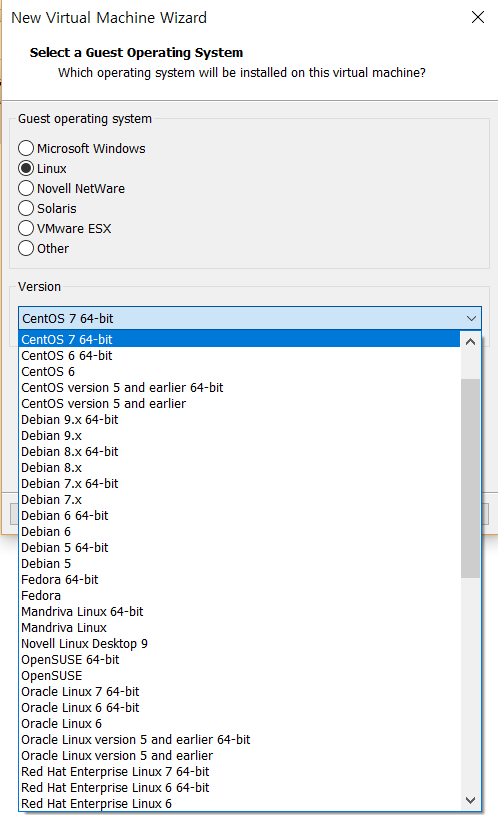 New Virtual Machine Wizard
Select a Guest Operating System
Which operating system will be installed on this virtual machine?
Guest operating system
Microsoft Windows
Linux
Novell NetWare
Solaris
VMware ESX
Other
Version
CentOS 7 64-bit
CentOS 7 64-bit
CentOS 6 64-bit
CentOS 6
CentOS version 5 and earlier 64-bit
CentOS version 5 and earlier
Debian 9.x 64-bit
Debian 9.x
Debian 8.x 64-bit
Debian 8.x
Debian 7.x 64-bit
Debian 7.x
Debian 6 64-bit
Debian 6
Debian 5 64-bit
Debian 5
Fedora 64-bit
Fedora
Mandriva Linux 64-bit
Mandriva Linux
Novell Linux Desktop 9
OpenSUSE 64-bit
OpenSUSE
Oracle Linux 7 64-bit
Oracle Linux 6 64-bit
Oracle Linux 6
Oracle Linux version 5 and earlier 64-bit
Oracle Linux version 5 and earlier
Red Hat Enterprise Linux 7 64-bit
Red Hat Enterprise Linux 6 64-bit
Red Hat Enterprise Linux 6